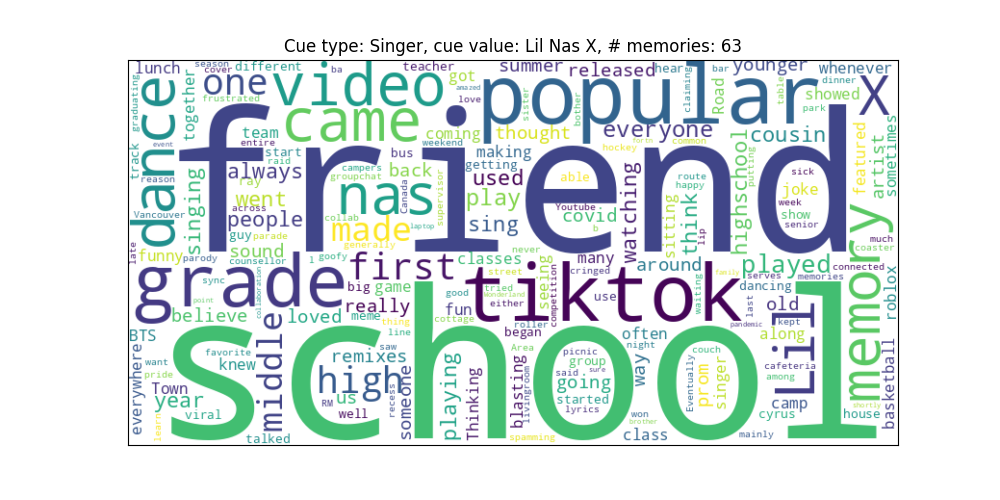 Cue type: Singer, cue value: Lil Nas X, # memories: 63
lunch
season
cover
different
ba
teacher
got
amazed
love
summer
released
hear
bar
younger
whenever
dinner
graduating
together
one
frustrated
video
popular
sister
bother
claiming
Road
table
showed
park
X
dance
event
track
reason
team
entire
start
raid
came
coming
weekend
thought
making
getting
everyone
hockey
forth
common
cousin
featured
artist
sometimes
friend
always
ray
went
across
people
guy
parade
bus
campers
groupchat
collab
nas
Canada
back
supervisor
used
play
able
Youtube
covid
sing
watching
sitting
think
route
happy
lip
highschool
putting
sick
joke
week
show
senior
Vancouver
singing
late
funny
parody
sound
counsellor
l
goofy
made
laptop
generally
first
classes
never
street
seeing
many
cringed
around
waiting
serves
family
dancing
played
coaster
much
connected
memories
roblox
sync
point
grade
collaboration
big
game
really
tiktok
good
fun
tried
Wonderland
either
competition
use
last
pandemic
old
kept
along
Lil
memory
BTS
believe
loved
meme
thing
line
cottage
roller
began
Area
often
night
want
favorite
knew
middle
remixes
saw
school
picnic
group
said
sure
going
started
lyrics
way
couch
prom
singer
Eventually
cafeteria
among
camp
cyrus
house
shortly
basketball
everywhere
pride
Town
year
viral
learn
talked
high
us
RM
well
recess
someone
playing
Thinking
blasting
livingroom
spamming
won
brother
class
mainly